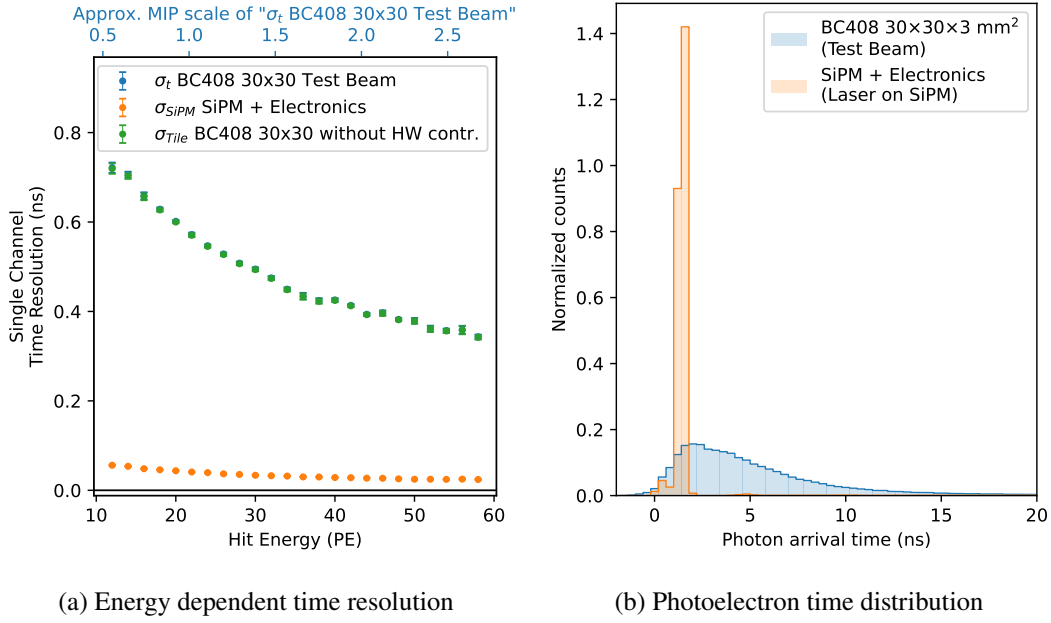 Approx. MIP scale of "σt BC408 30x30 Test Beam"
0.5 1.0 1.5 2.0 2.5
σt BC408 30x30 Test Beam
σSiPM SiPM + Electronics
σTile BC408 30x30 without HW contr.
Single Channel
Time Resolution (ns)
0.8
0.6
0.4
0.2
0.0
10 20 30 40 50 60
Hit Energy (PE)
(a) Energy dependent time resolution
BC408 30×30×3 mm²
(Test Beam)
SiPM + Electronics
(Laser on SiPM)
Normalized counts
1.4
1.2
1.0
0.8
0.6
0.4
0.2
0.0
0 5 10 15 20
Photon arrival time (ns)
(b) Photoelectron time distribution